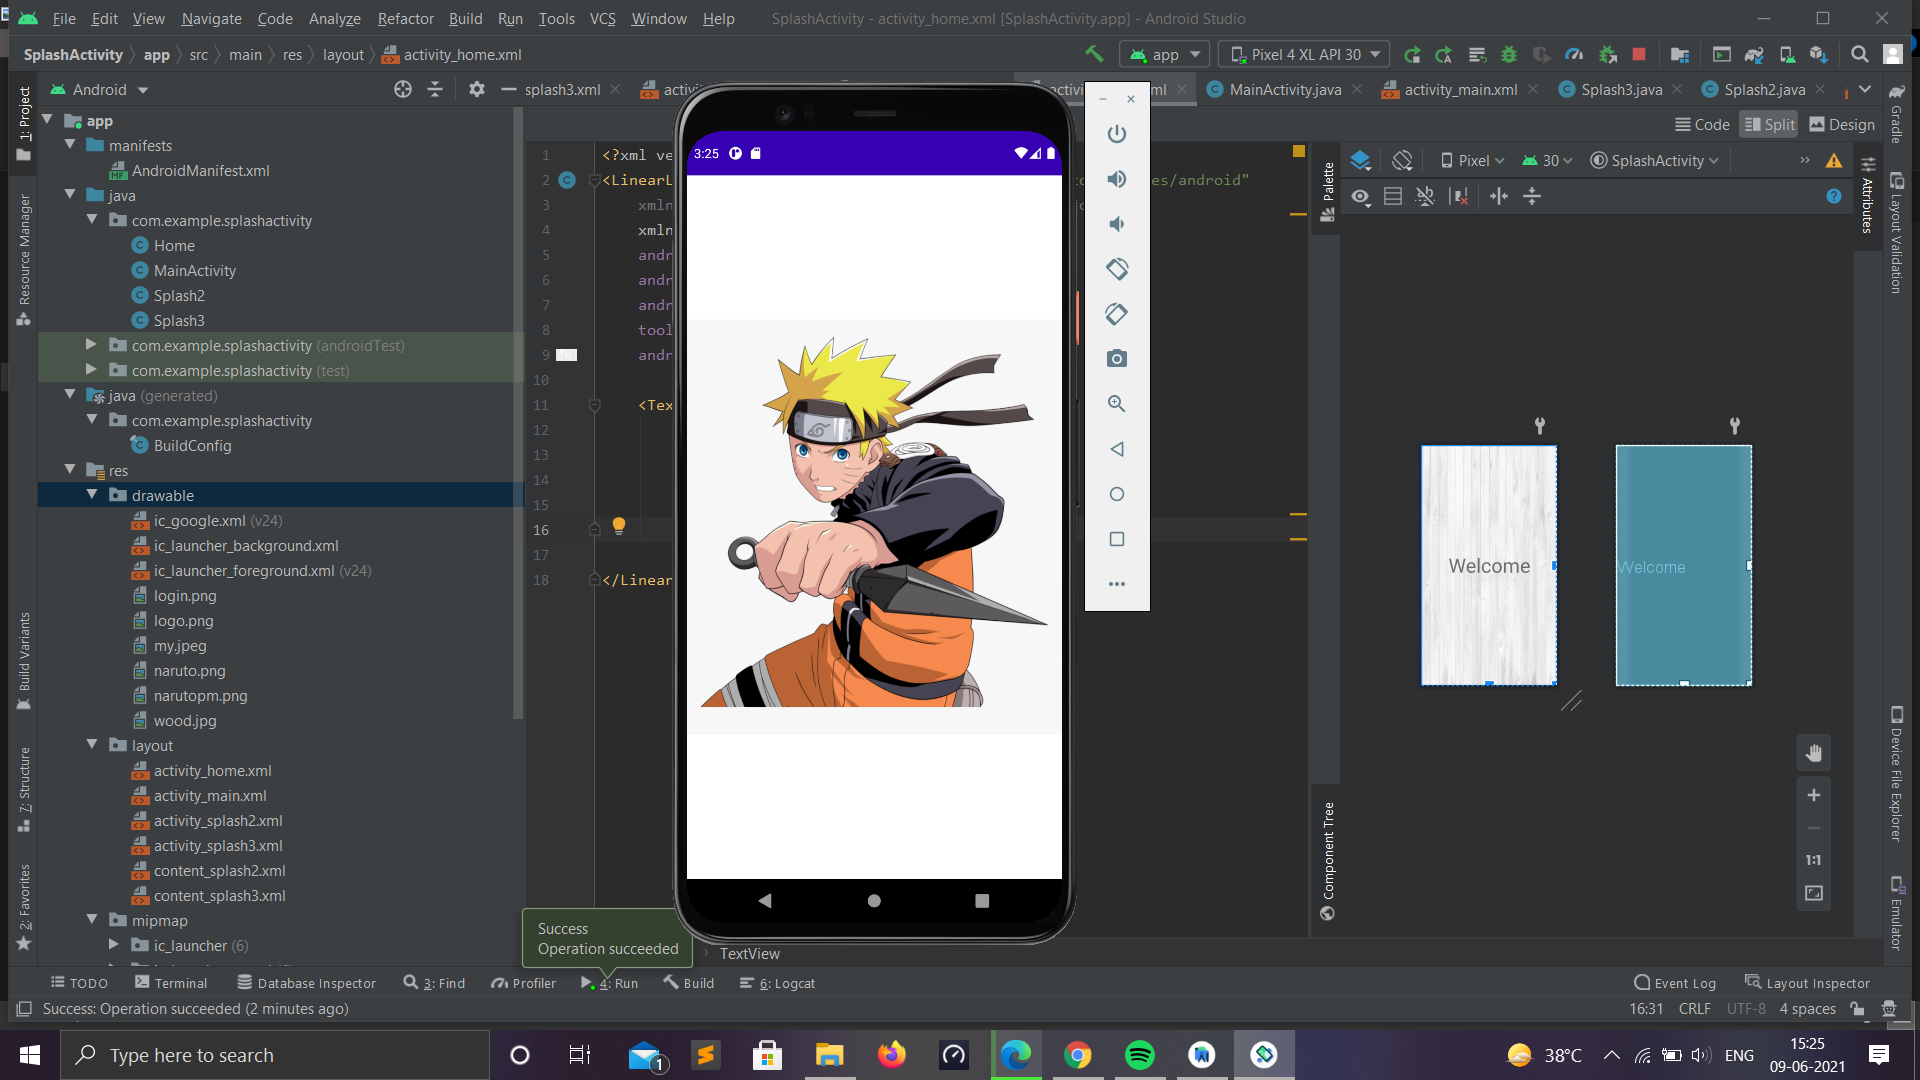 File Edit View Navigate Code Analyze Refactor Build Run Tools VCS Window Help SplashActivity - activity_home.xml [SplashActivity.app] - Android Studio
SplashActivity app src main res layout activity_home.xml app Pixel 4 XL API 30
Android splash3.xml MainActivity.java activity_main.xml Splash3.java Splash2.java
Code Split Design
1: Project
Resource Manager
Build Variants
7: Structure
2: Favorites
app
manifests
AndroidManifest.xml
java
com.example.splashactivity
Home
MainActivity
Splash2
Splash3
com.example.splashactivity (androidTest)
com.example.splashactivity (test)
java (generated)
com.example.splashactivity
BuildConfig
res
drawable
ic_google.xml (v24)
ic_launcher_background.xml
ic_launcher_foreground.xml (v24)
login.png
logo.png
my.jpeg
naruto.png
narutopm.png
wood.jpg
layout
activity_home.xml
activity_main.xml
activity_splash2.xml
activity_splash3.xml
content_splash2.xml
content_splash3.xml
mipmap
ic_launcher (6)
1 <?xml ve
2 <LinearL es/android"
3 xmln
4 xmln
5 andr
6 andr
7 andr
8 tool
9 andr
10
11 <Tex
12
13
14
15
16
17
18 </Linear
3:25
Palette
Component Tree
Pixel 30 SplashActivity
Welcome
Welcome
1:1
Attributes
Gradle
Layout Validation
Device File Explorer
Emulator
Success
Operation succeeded
TextView
TODO Terminal Database Inspector 3: Find Profiler 4: Run Build 6: Logcat Event Log Layout Inspector
Success: Operation succeeded (2 minutes ago) 16:31 CRLF UTF-8 4 spaces
Type here to search 1 38°C ENG 15:25
09-06-2021